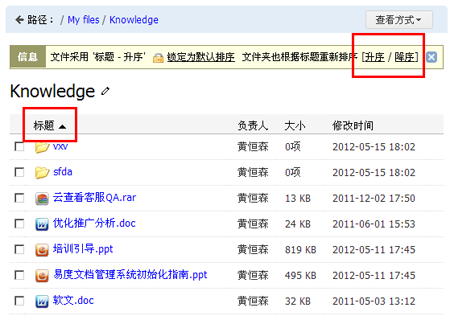 路径： / My files / Knowledge 查看方式
信息 文件采用 '标题 - 升序' 锁定为默认排序 文件夹也根据标题重新排序 [升序 / 降序]
Knowledge
标题 负责人 大小 修改时间
vxv 黄恒森 0项 2012-05-15 18:02
sfda 黄恒森 0项 2012-05-15 18:02
云查看客服QA.rar 黄恒森 13 KB 2011-12-02 17:50
优化推广分析.doc 黄恒森 24 KB 2011-06-01 15:53
培训引导.ppt 黄恒森 819 KB 2012-05-11 17:45
易度文档管理系统初始化指南.ppt 黄恒森 495 KB 2012-05-11 17:45
软文.doc 黄恒森 32 KB 2011-05-03 13:12